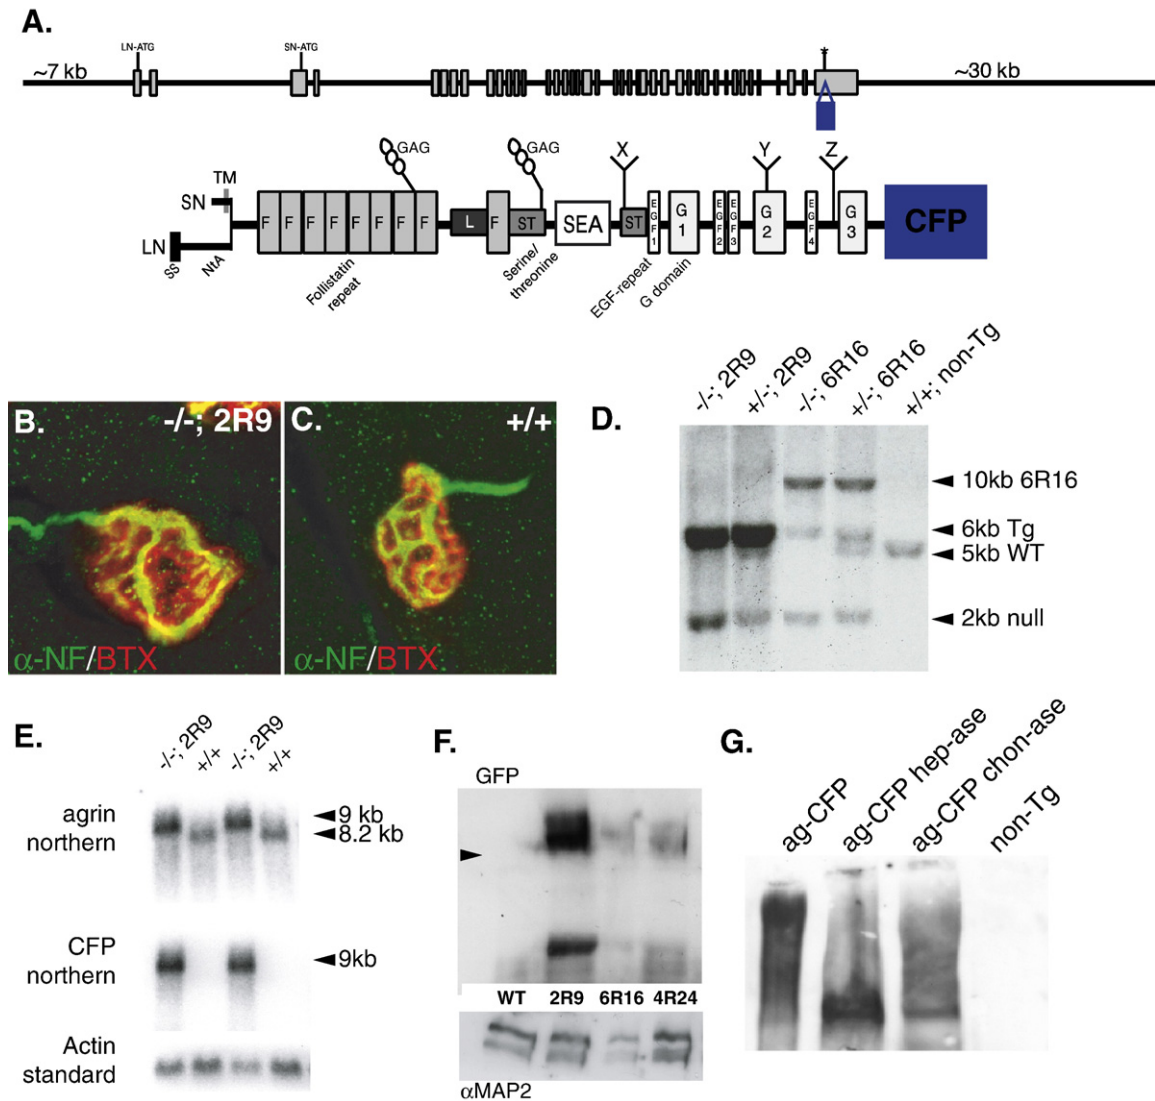 A.
LN-ATG
SN-ATG
*
~7 kb
~30 kb
GAG
GAG
X
Y
Z
TM
SN
LN
SS
NtA
F F F F F F F F
L
F
ST
SEA
ST
EGF1
G1
EGF2
EGF3
G2
EGF4
G3
CFP
Follistatin repeat
Serine/ threonine
EGF-repeat
G domain
B.
-/-; 2R9
α-NF/BTX
C.
+/+
α-NF/BTX
D.
-/-; 2R9
+/-; 2R9
-/-; 6R16
+/-; 6R16
+/+; non-Tg
10kb 6R16
6kb Tg
5kb WT
2kb null
E.
-/-; 2R9
+/+
-/-; 2R9
+/+
agrin northern
9 kb
8.2 kb
CFP northern
9kb
Actin standard
F.
GFP
WT 2R9 6R16 4R24
αMAP2
G.
ag-CFP
ag-CFP hep-ase
ag-CFP chon-ase
non-Tg